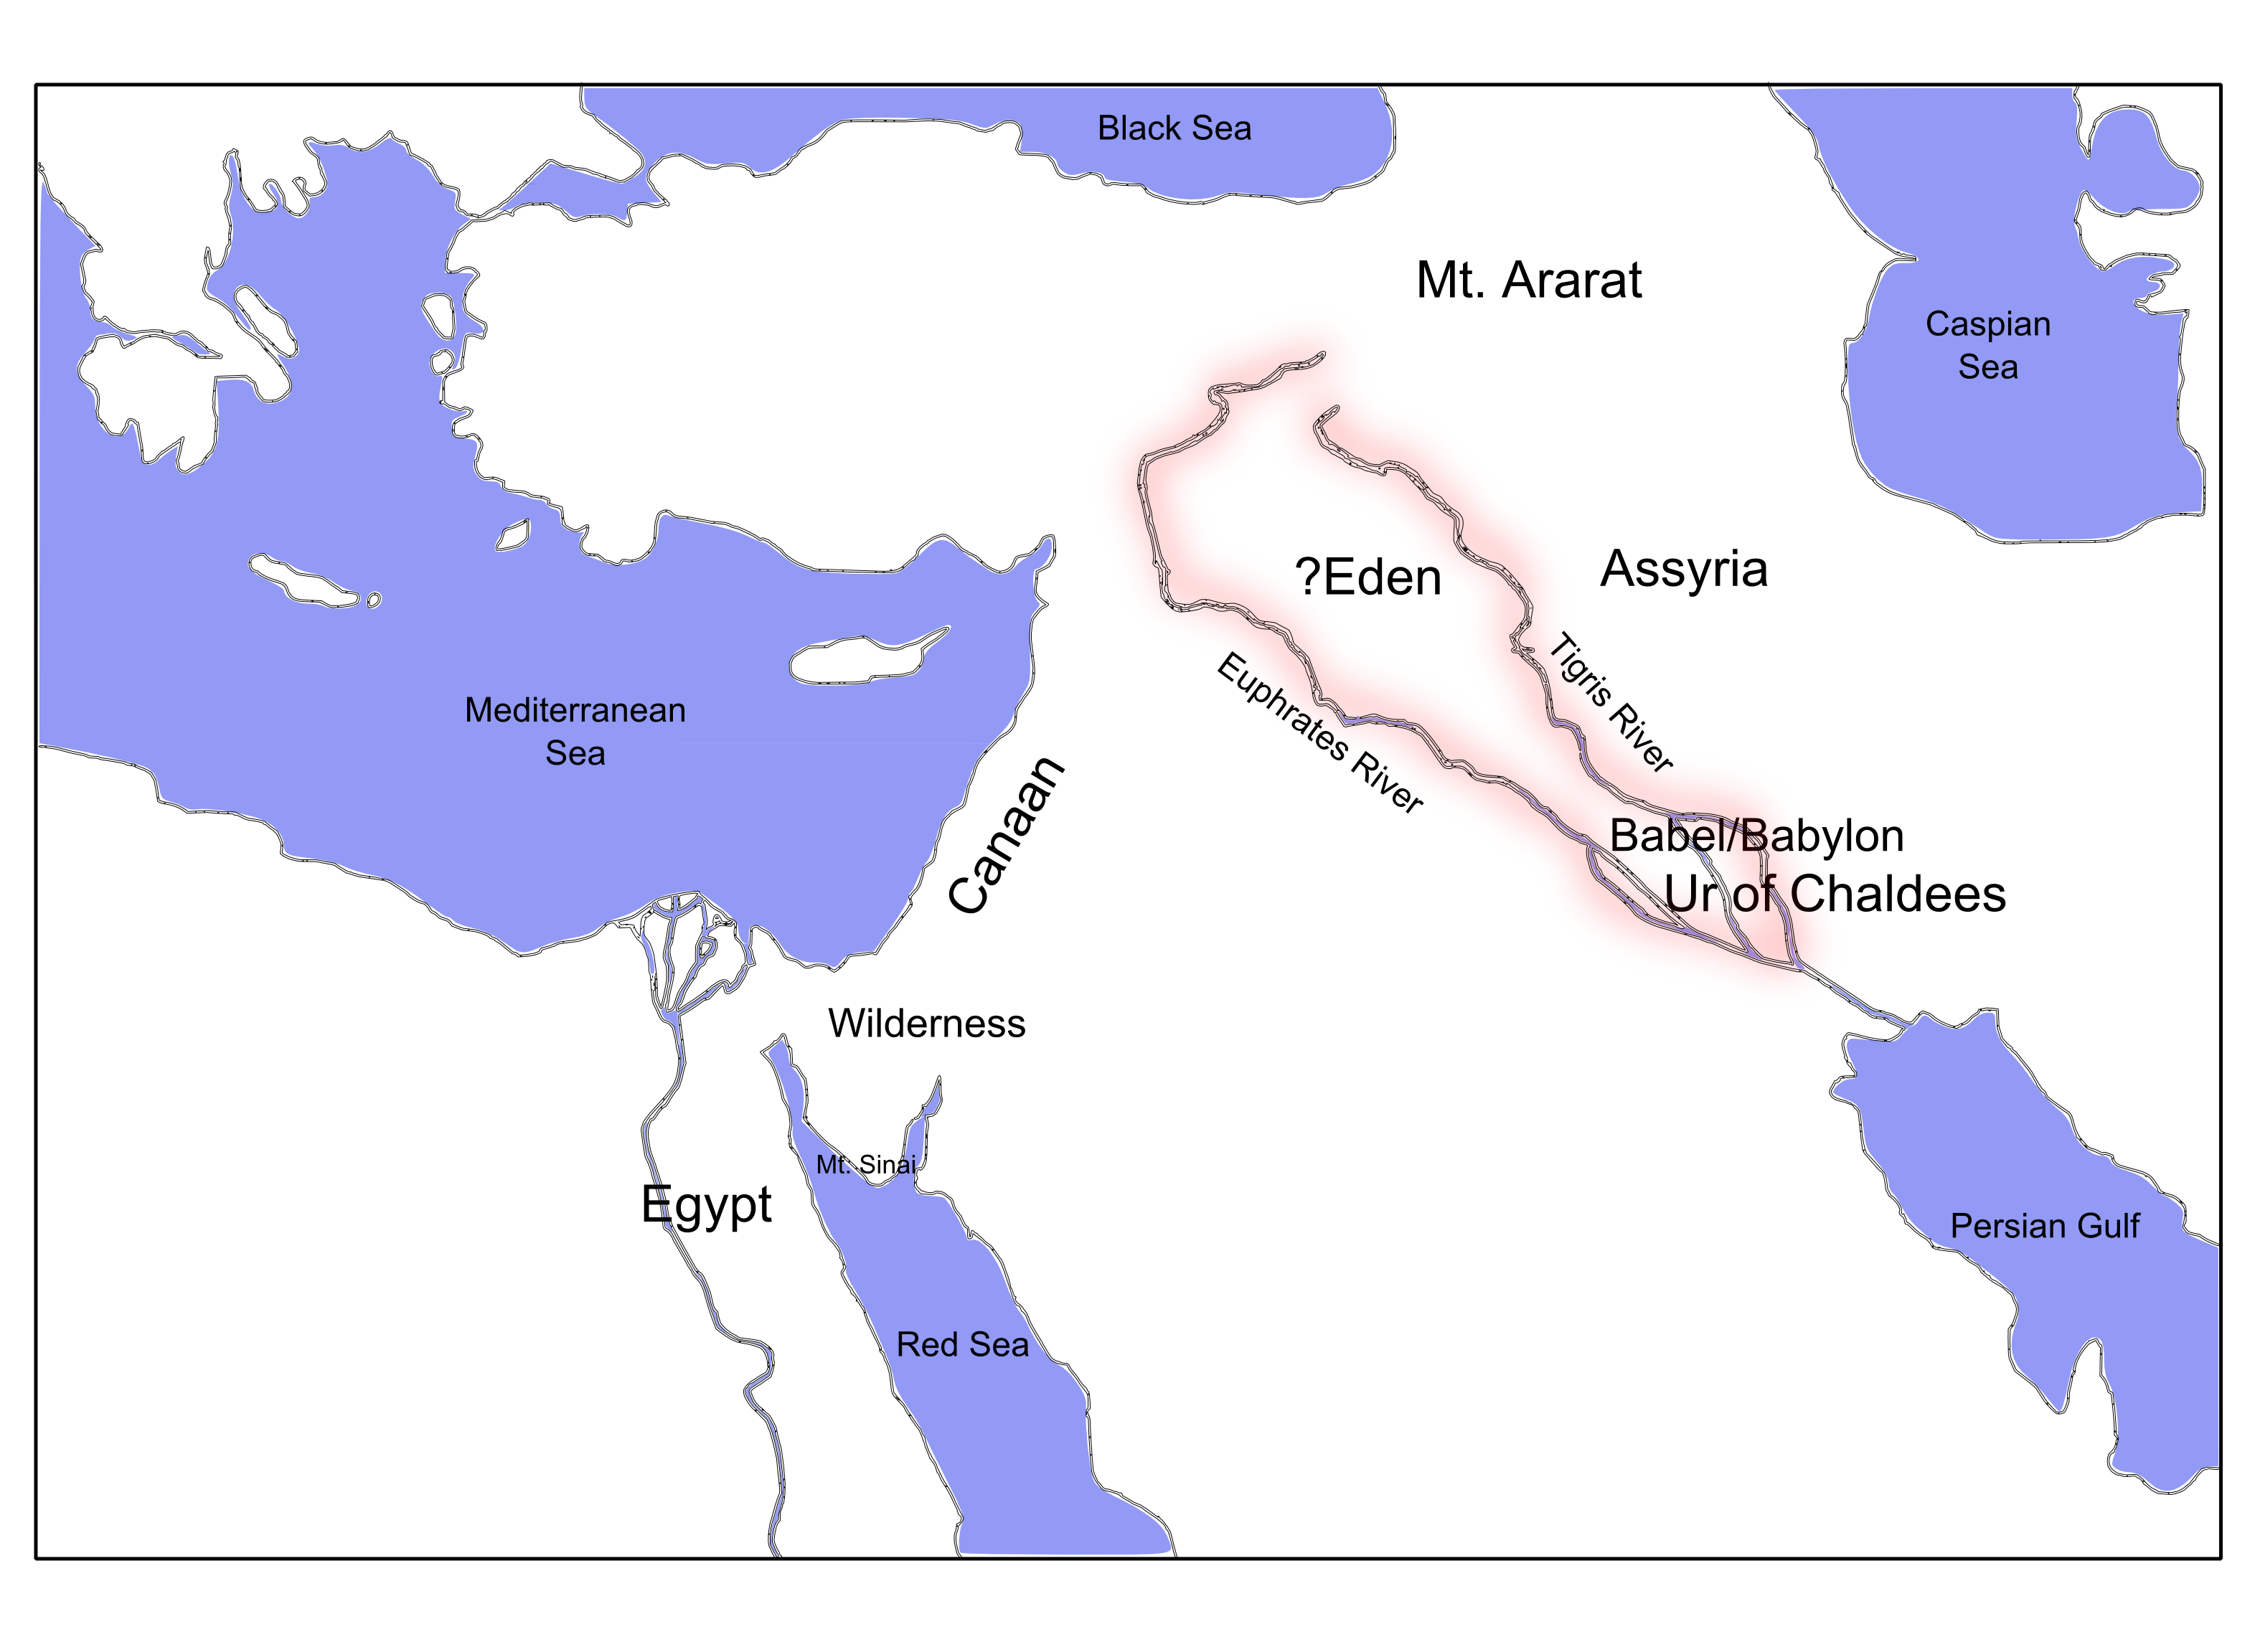 Black Sea
Mt. Ararat
Caspian
Sea
?Eden
Assyria
Tigris River
Euphrates River
Mediterranean
Sea
Canaan
Babel/Babylon
Ur of Chaldees
Wilderness
Mt. Sinai
Egypt
Persian Gulf
Red Sea